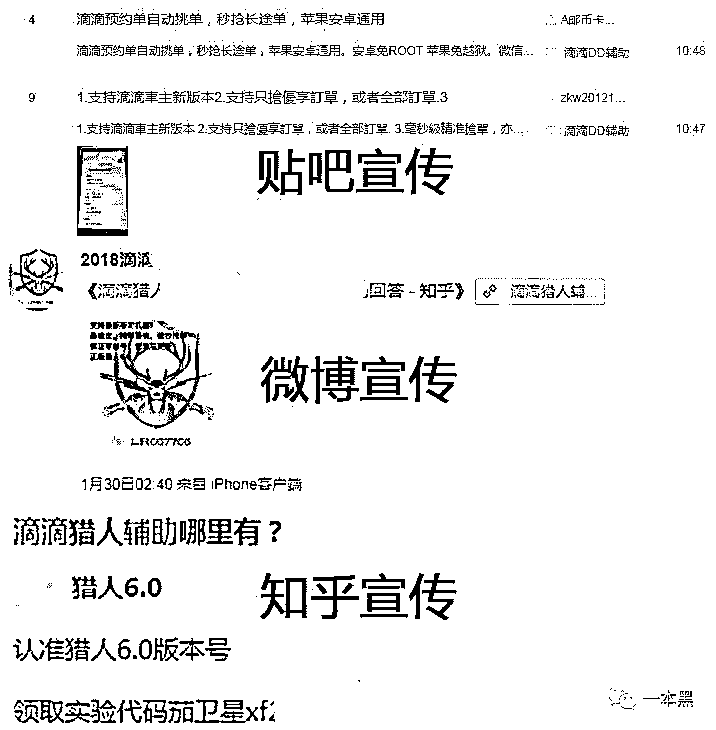 4 滴滴预约单自动挑单，秒抢长途单，苹果安卓通用 A邮币卡...
滴滴预约单自动挑单，秒抢长途单，苹果安卓通用。安卓免ROOT 苹果免越狱。微信... 滴滴DD辅助 10:46
9 1.支持滴滴車主新版本2.支持只搶優享訂單，或者全部訂單.3 zkw20121...
1.支持滴滴車主新版本 2.支持只搶優享訂單，或者全部訂單. 3.毫秒級精准搶單，亦... 滴滴DD辅助 10:47
贴吧宣传
2018滴滴
《滴滴猎人 回答 - 知乎》 滴滴猎人辅...
微博宣传
1月30日02:40 来自 iPhone客户端
滴滴猎人辅助哪里有？
猎人6.0
知乎宣传
认准猎人6.0版本号
领取实验代码茄卫星xf2
一本黑